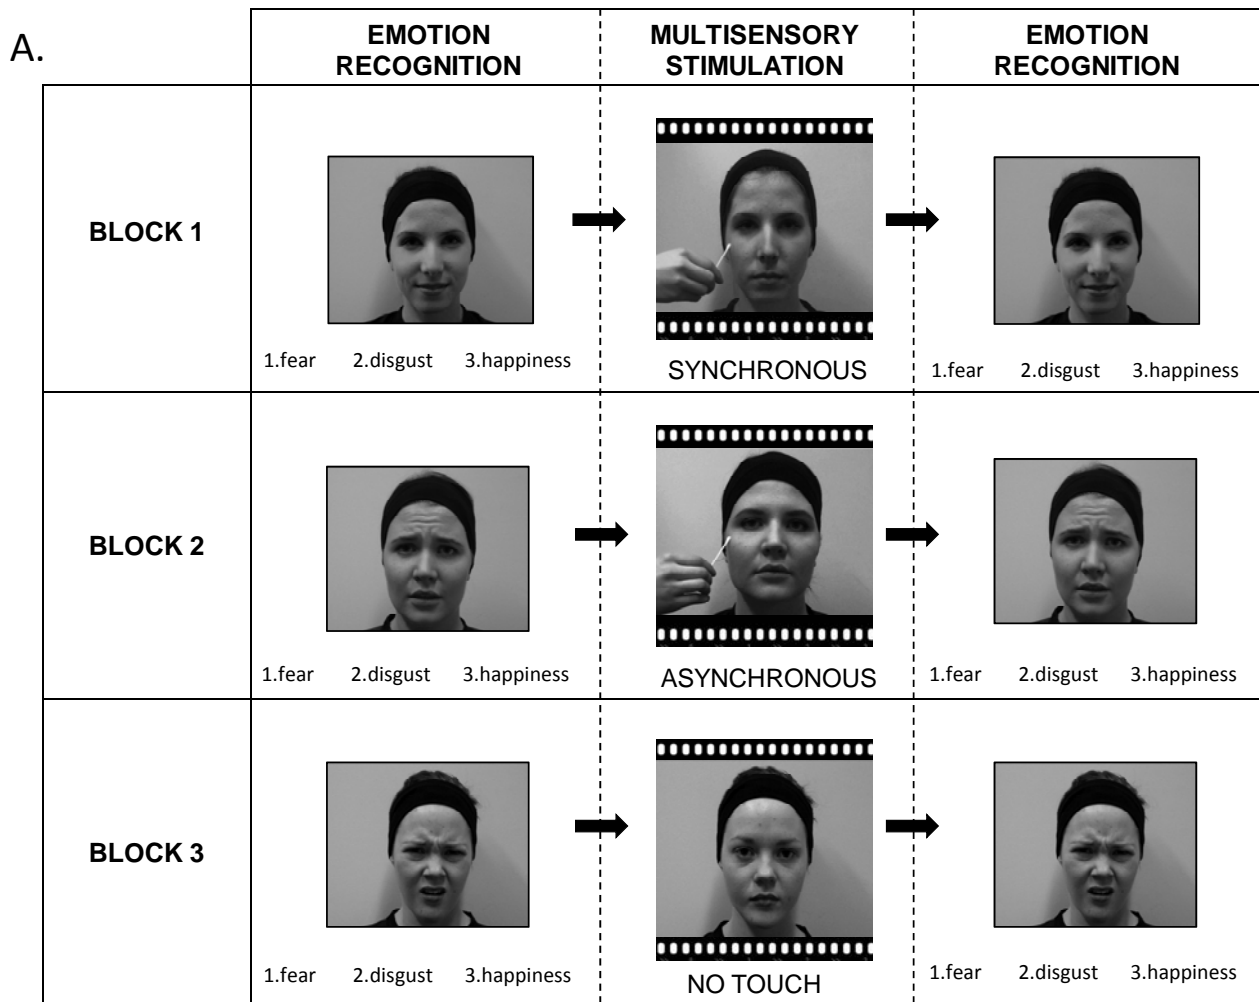 A.
EMOTION
RECOGNITION
MULTISENSORY
STIMULATION
EMOTION
RECOGNITION
BLOCK 1
1.fear 2.disgust 3.happiness
SYNCHRONOUS
1.fear 2.disgust 3.happiness
BLOCK 2
1.fear 2.disgust 3.happiness
ASYNCHRONOUS
1.fear 2.disgust 3.happiness
BLOCK 3
1.fear 2.disgust 3.happiness
NO TOUCH
1.fear 2.disgust 3.happiness